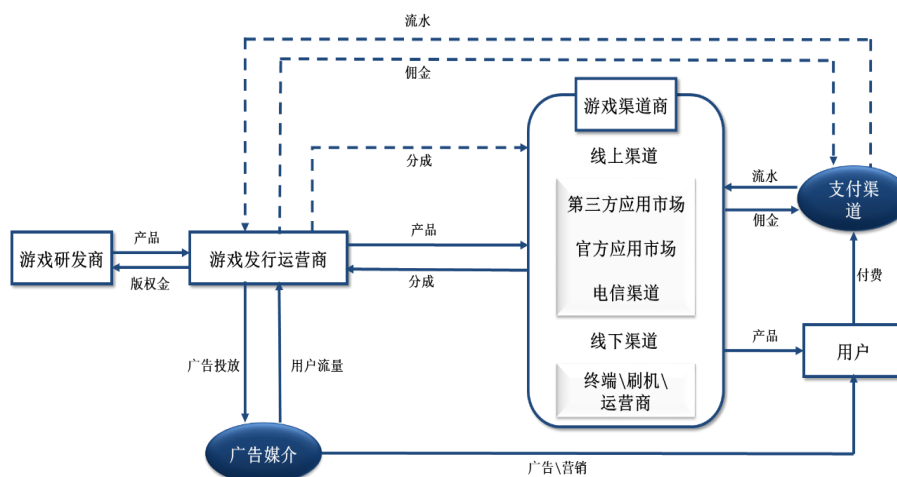 流水
佣金
游戏渠道商
分成
线上渠道
流水
支付渠
道
第三方应用市场
佣金
产品
产品
游戏研发商
游戏发行运营商
官方应用市场
版权金
分成
电信渠道
付费
线下渠道
产品
用户
广告投放
用户流量
终端\刷机\
运营商
广告媒介
广告\营销